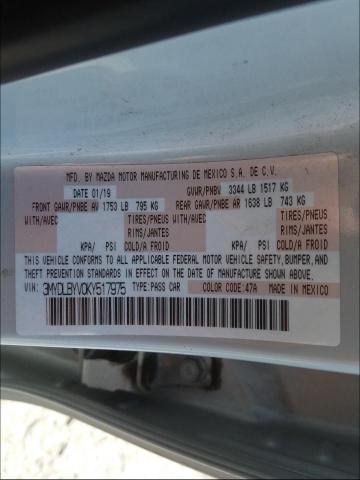 MFD. BY MAZDA MOTOR MANUFACTURING DE MEXICO S.A. DE C.V.
DATE 01/19 GVWR/PNBV 3344 LB 1517 KG
FRONT GAWR/PNBE AV 1753 LB 795 KG REAR GAWR/PNBE AR 1638 LB 743 KG
WITH/AVEC TIRES/PNEUS WITH/AVEC TIRES/PNEUS
RIMS/JANTES RIMS/JANTES
KPA/ PSI COLD/A FROID KPA/ PSI COLD/A FROID
THIS VEHICLE CONFORMS TO ALL APPLICABLE FEDERAL MOTOR VEHICLE SAFETY, BUMPER, AND
THEFT PREVENTION STANDARDS IN EFFECT ON THE DATE OF MANUFACTURE SHOWN ABOVE.
VIN: 3MYDLBYV0KY517975 TYPE:PASS CAR COLOR CODE:47A MADE IN MEXICO